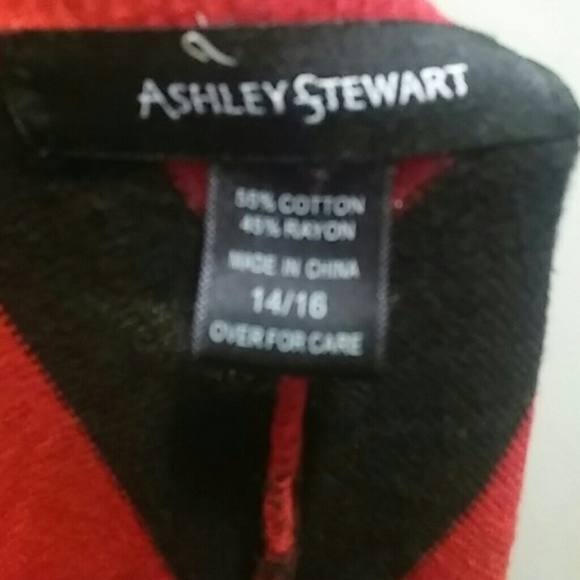 ASHLEY STEWART
55% COTTON
45% RAYON
MADE IN CHINA
14/16
OVER FOR CARE